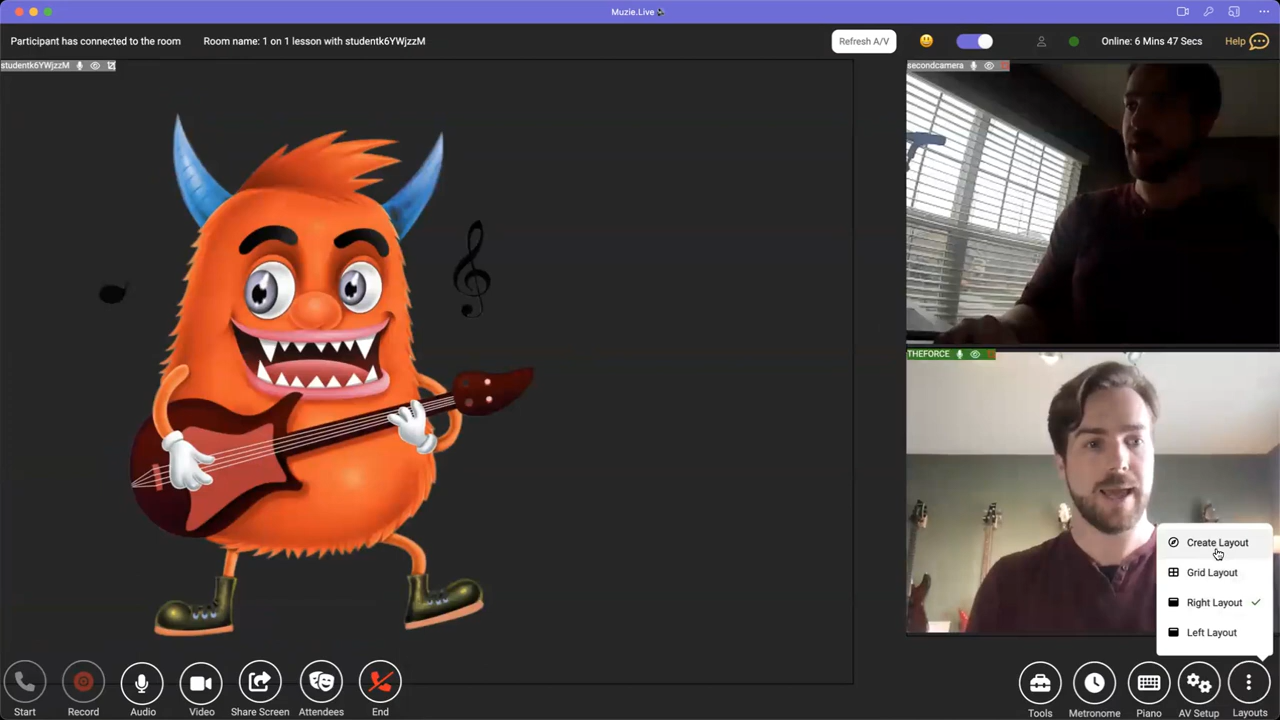 Muzie.Live
Participant has connected to the room
Room name: 1 on 1 lesson with studentk6YWjzzM
Refresh A/V
Online: 6 Mins 47 Secs
Help
studentk6YWjzzM
secondcamera
THEFORCE
Create Layout
Grid Layout
Right Layout
Left Layout
Start
Record
Audio
Video
Share Screen
Attendees
End
Tools
Metronome
Piano
AV Setup
Layouts